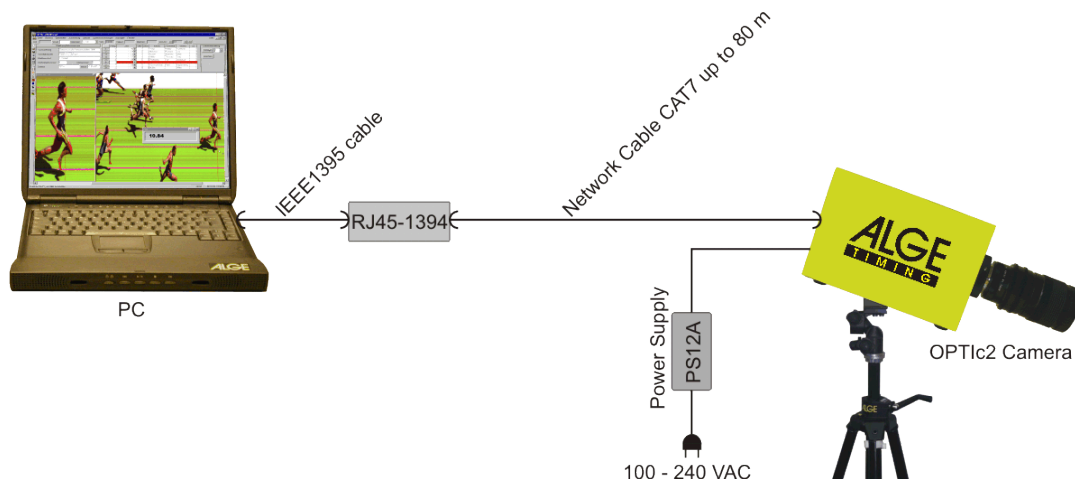 10,84
ALGE
PC
IEEE1395 cable
RJ45-1394
Network Cable CAT7 up to 80 m
Power Supply
PS12A
100 - 240 VAC
ALGE
TIMING
OPTIc2 Camera
ALGE